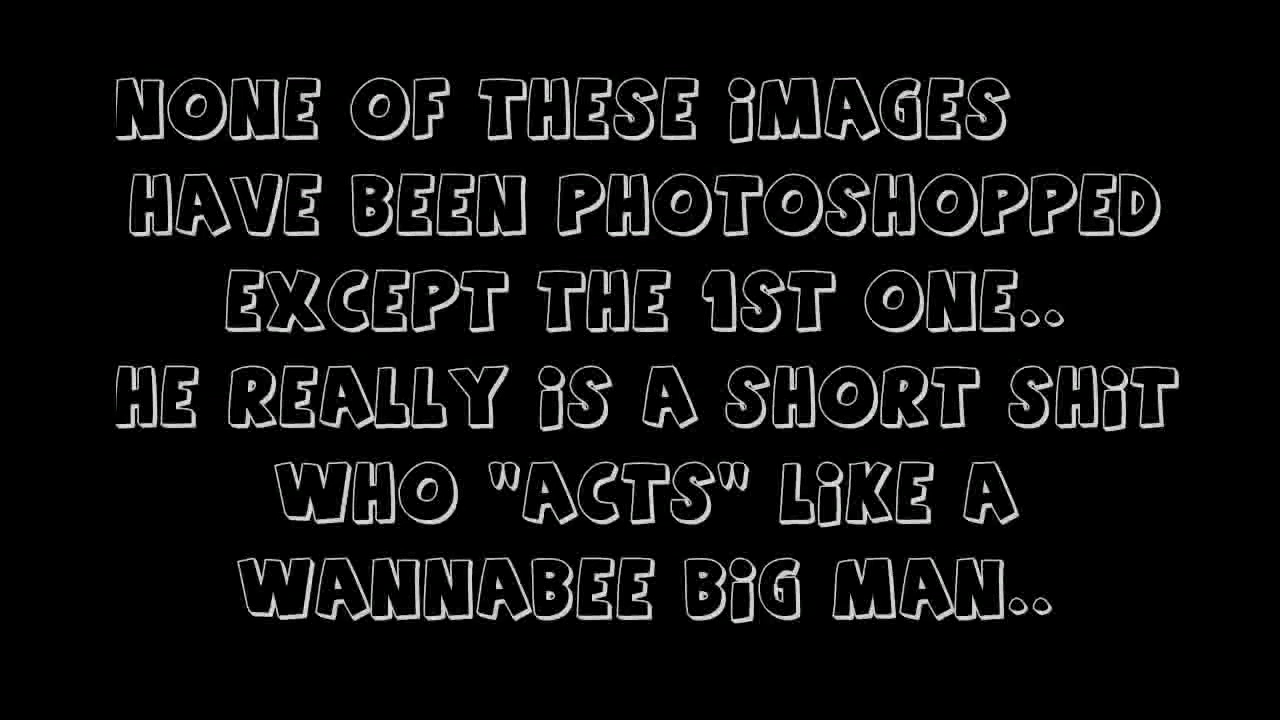 NONE OF THESE IMAGES
HAVE BEEN PHOTOSHOPPED
EXCEPT THE 1ST ONE..
HE REALLY IS A SHORT SHIT
WHO "ACTS" LIKE A
WANNABEE BIG MAN..